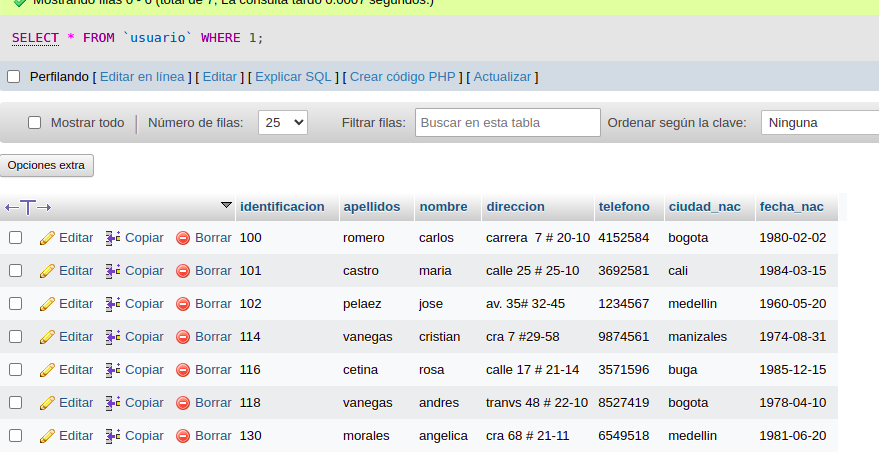 Mostrando filas 0 - 6 (total de 7, La consulta tardó 0.0007 segundos.)
SELECT * FROM `usuario` WHERE 1;
Perfilando [ Editar en línea ] [ Editar ] [ Explicar SQL ] [ Crear código PHP ] [ Actualizar ]
Mostrar todo | Número de filas: 25 Filtrar filas: Buscar en esta tabla Ordenar según la clave: Ninguna
Opciones extra
identificacion apellidos nombre direccion telefono ciudad_nac fecha_nac
Editar Copiar Borrar 100 romero carlos carrera 7 # 20-10 4152584 bogota 1980-02-02
Editar Copiar Borrar 101 castro maria calle 25 # 25-10 3692581 cali 1984-03-15
Editar Copiar Borrar 102 pelaez jose av. 35# 32-45 1234567 medellin 1960-05-20
Editar Copiar Borrar 114 vanegas cristian cra 7 #29-58 9874561 manizales 1974-08-31
Editar Copiar Borrar 116 cetina rosa calle 17 # 21-14 3571596 buga 1985-12-15
Editar Copiar Borrar 118 vanegas andres tranvs 48 # 22-10 8527419 bogota 1978-04-10
Editar Copiar Borrar 130 morales angelica cra 68 # 21-11 6549518 medellin 1981-06-20